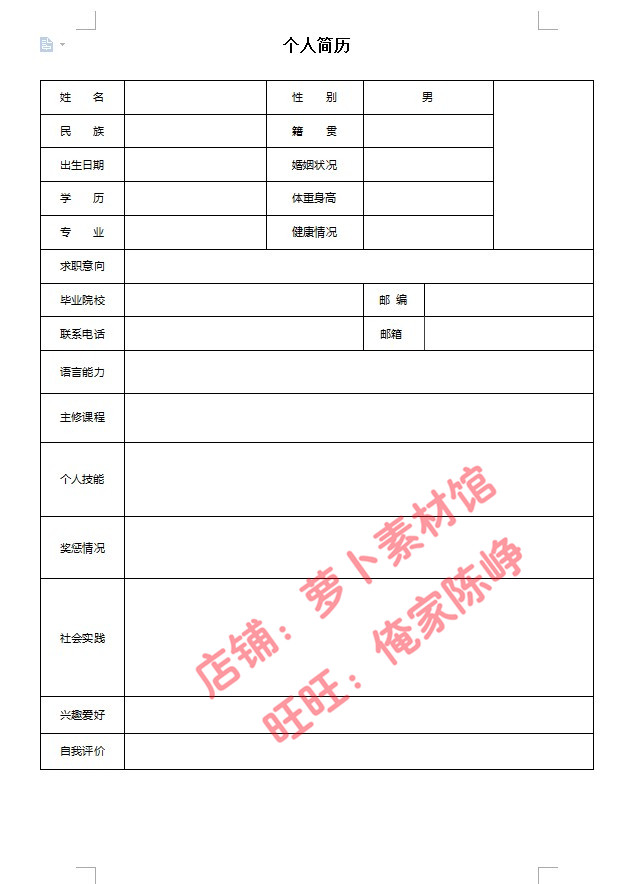 个人简历
姓 名 性 别 男
民 族 籍 贯
出生日期 婚姻状况
学 历 体重身高
专 业 健康情况
求职意向
毕业院校 邮 编
联系电话 邮箱
语言能力
主修课程
个人技能
奖惩情况
社会实践
兴趣爱好
自我评价
店铺：萝卜素材馆
旺旺：俺家陈峥